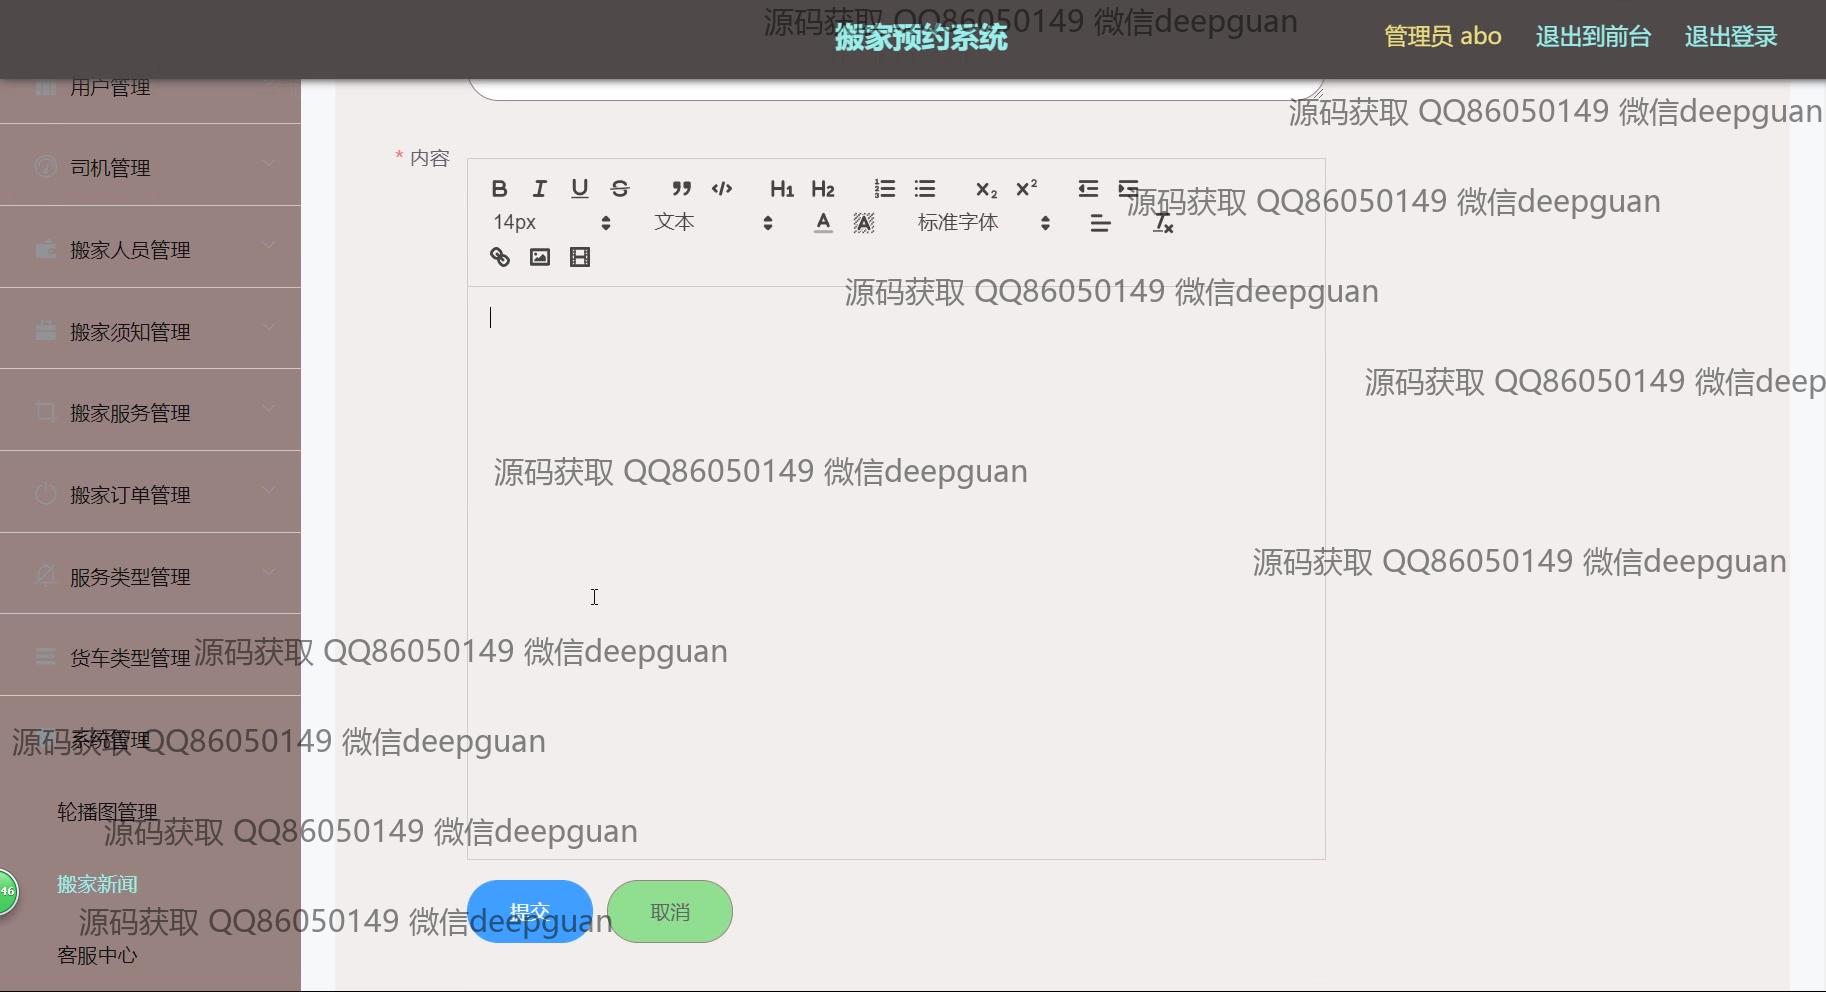 源码获取 QQ86050149 微信deepguan
搬家预约系统
管理员 abo
退出到前台
退出登录
用户管理
源码获取 QQ86050149 微信deepguan
* 内容
司机管理
B I U S H1 H2 X2 X2
源码获取 QQ86050149 微信deepguan
14px
文本
A A
标准字体
Tx
搬家人员管理
源码获取 QQ86050149 微信deepguan
搬家须知管理
源码获取 QQ86050149 微信deep
搬家服务管理
源码获取 QQ86050149 微信deepguan
搬家订单管理
源码获取 QQ86050149 微信deepguan
服务类型管理
货车类型管理
源码获取 QQ86050149 微信deepguan
系统管理
源码获取 QQ86050149 微信deepguan
轮播图管理
源码获取 QQ86050149 微信deepguan
46
搬家新闻
提交
取消
源码获取 QQ86050149 微信deepguan
客服中心